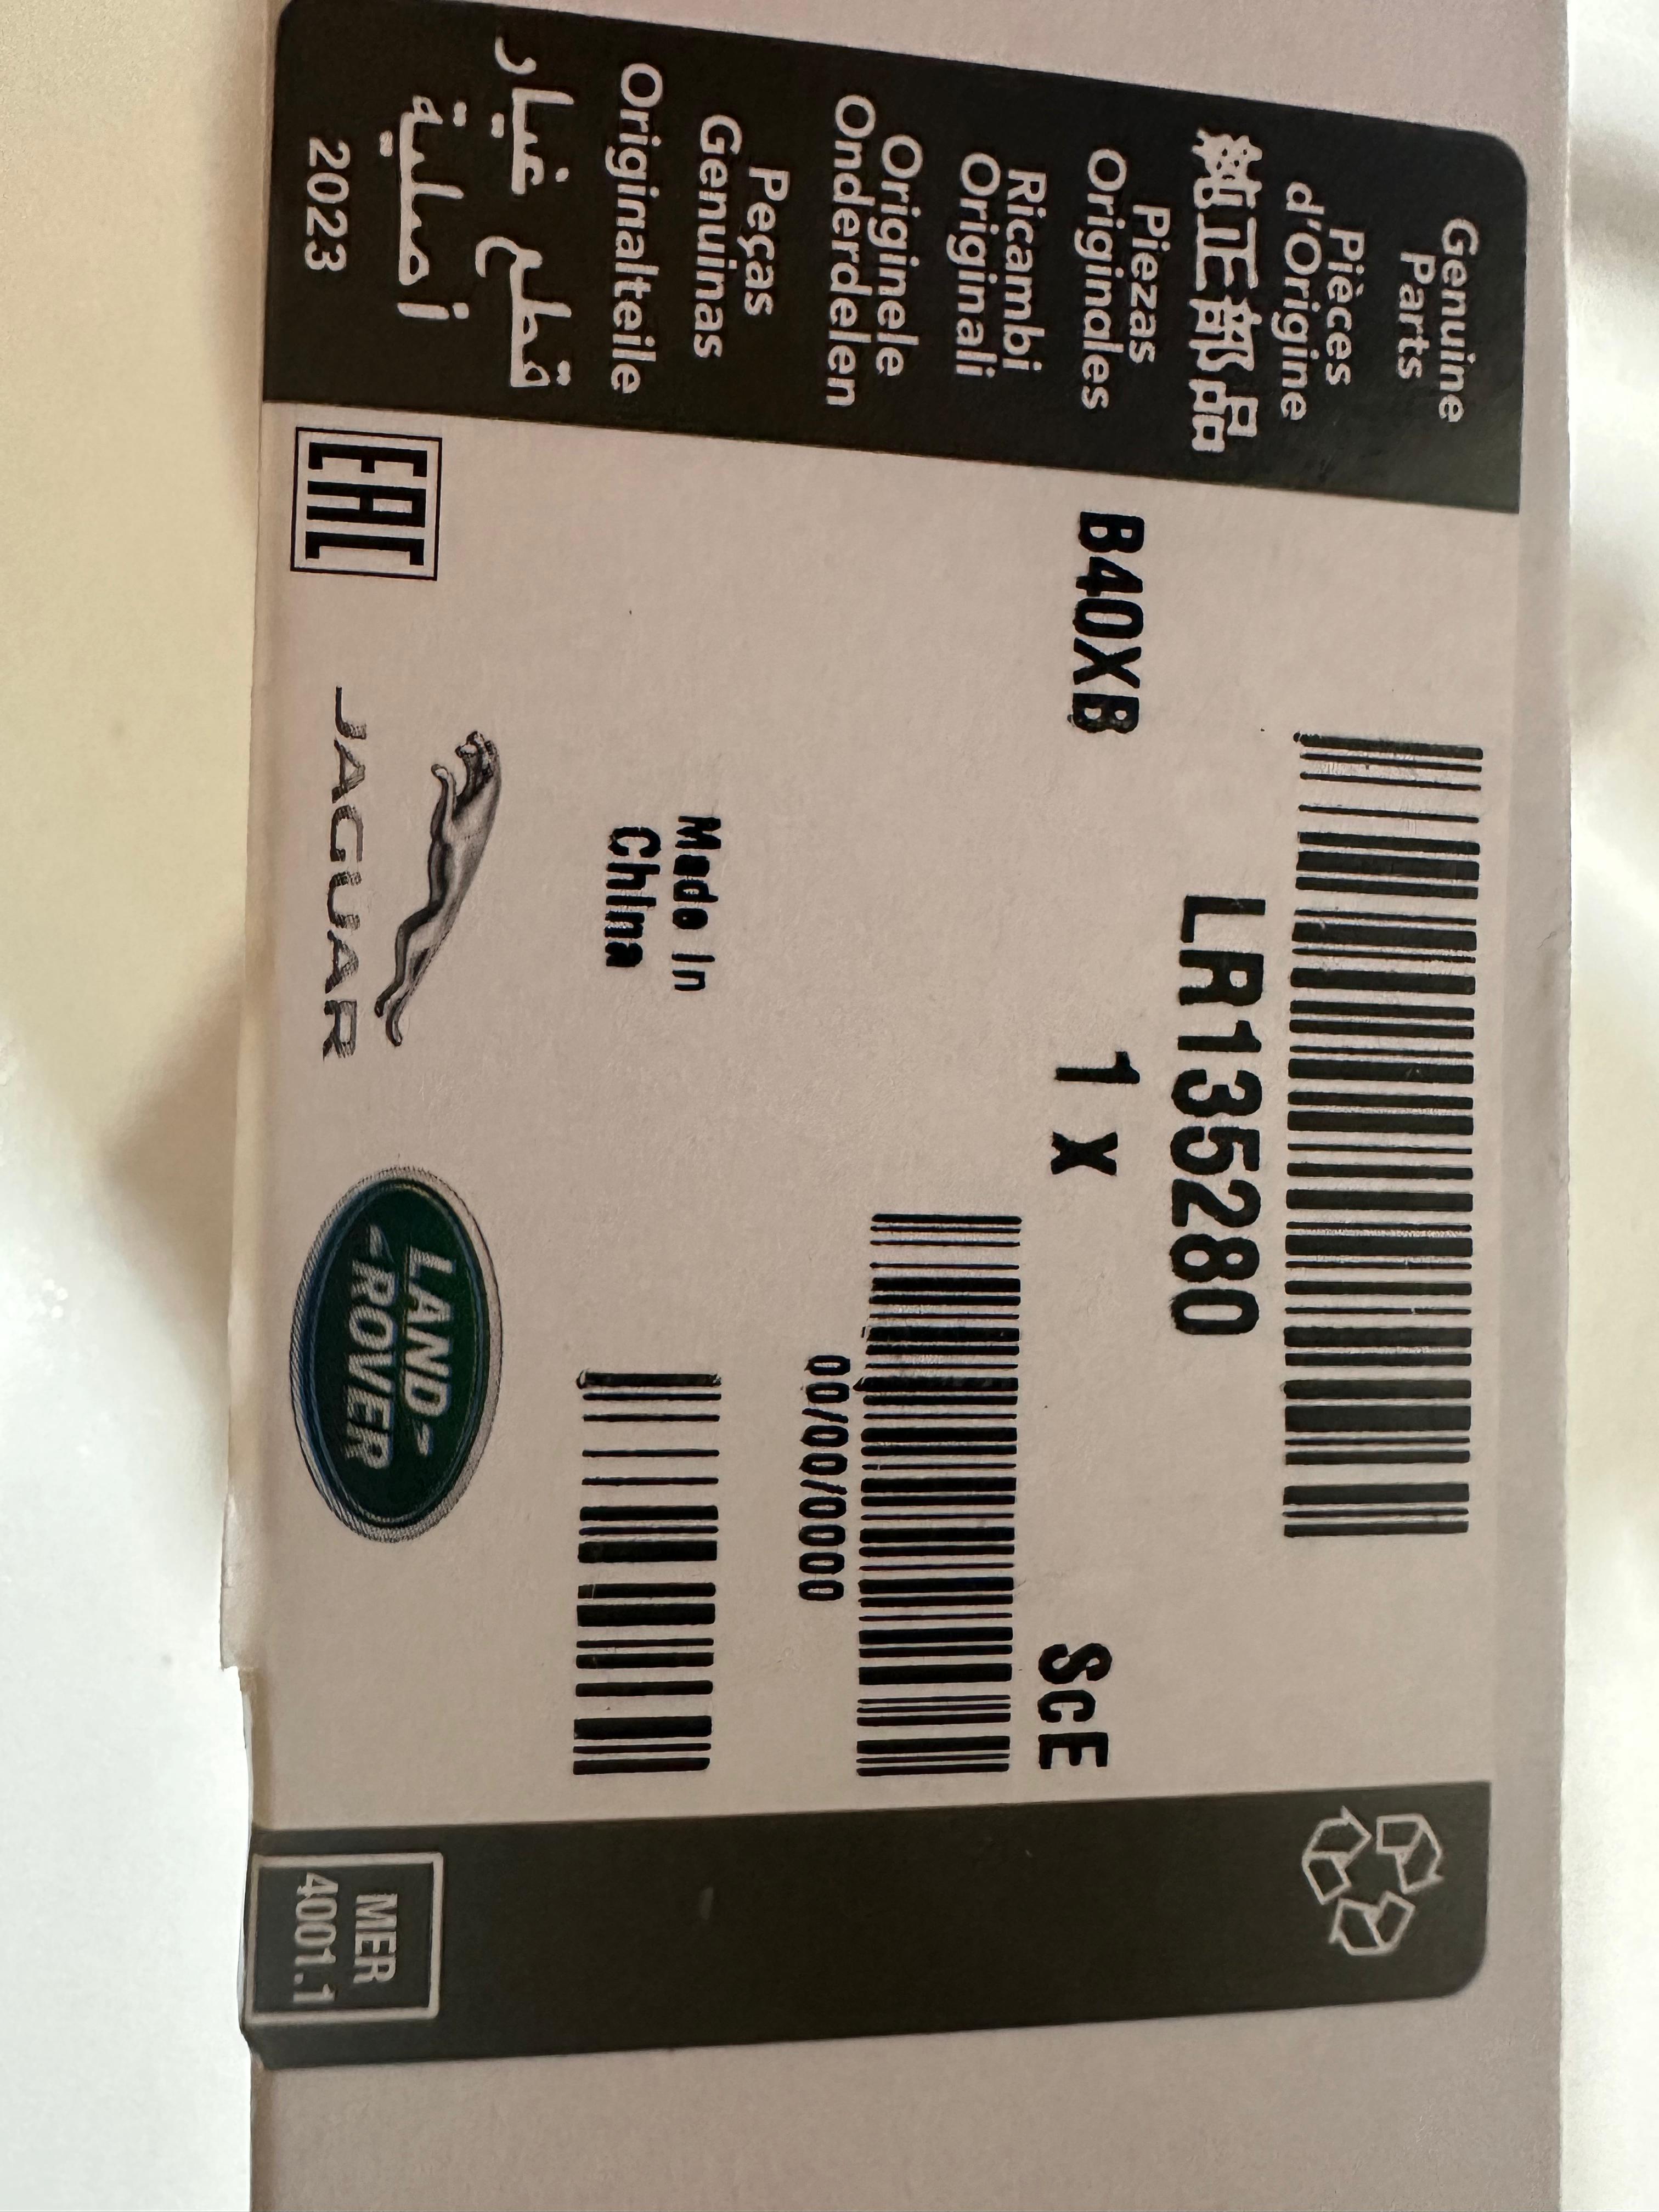 Genuine
Parts
Pièces
d'Origine
純正部品
Piezas
Originales
Ricambi
Originali
Originele
Onderdelen
Peças
Genuinas
Originalteile
قطع غيار
أصلية
2023
LR135280
B40XB
1 X
ScE
00/00/0000
Made In
China
EAC
JAGUAR
LAND
ROVER
MER
4001.1